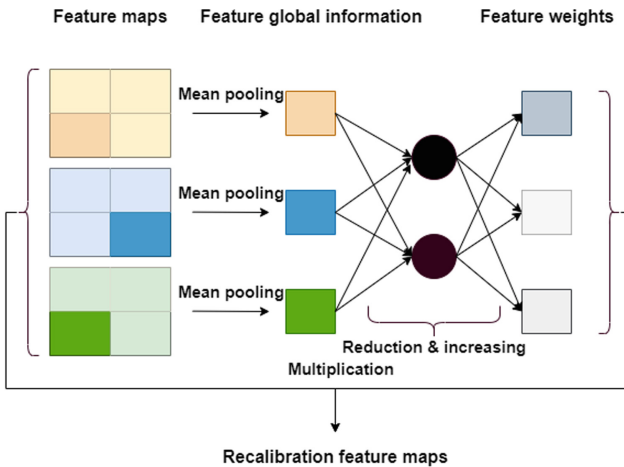 Feature maps
Feature global information
Feature weights
Mean pooling
Mean pooling
Mean pooling
Reduction & increasing
Multiplication
Recalibration feature maps